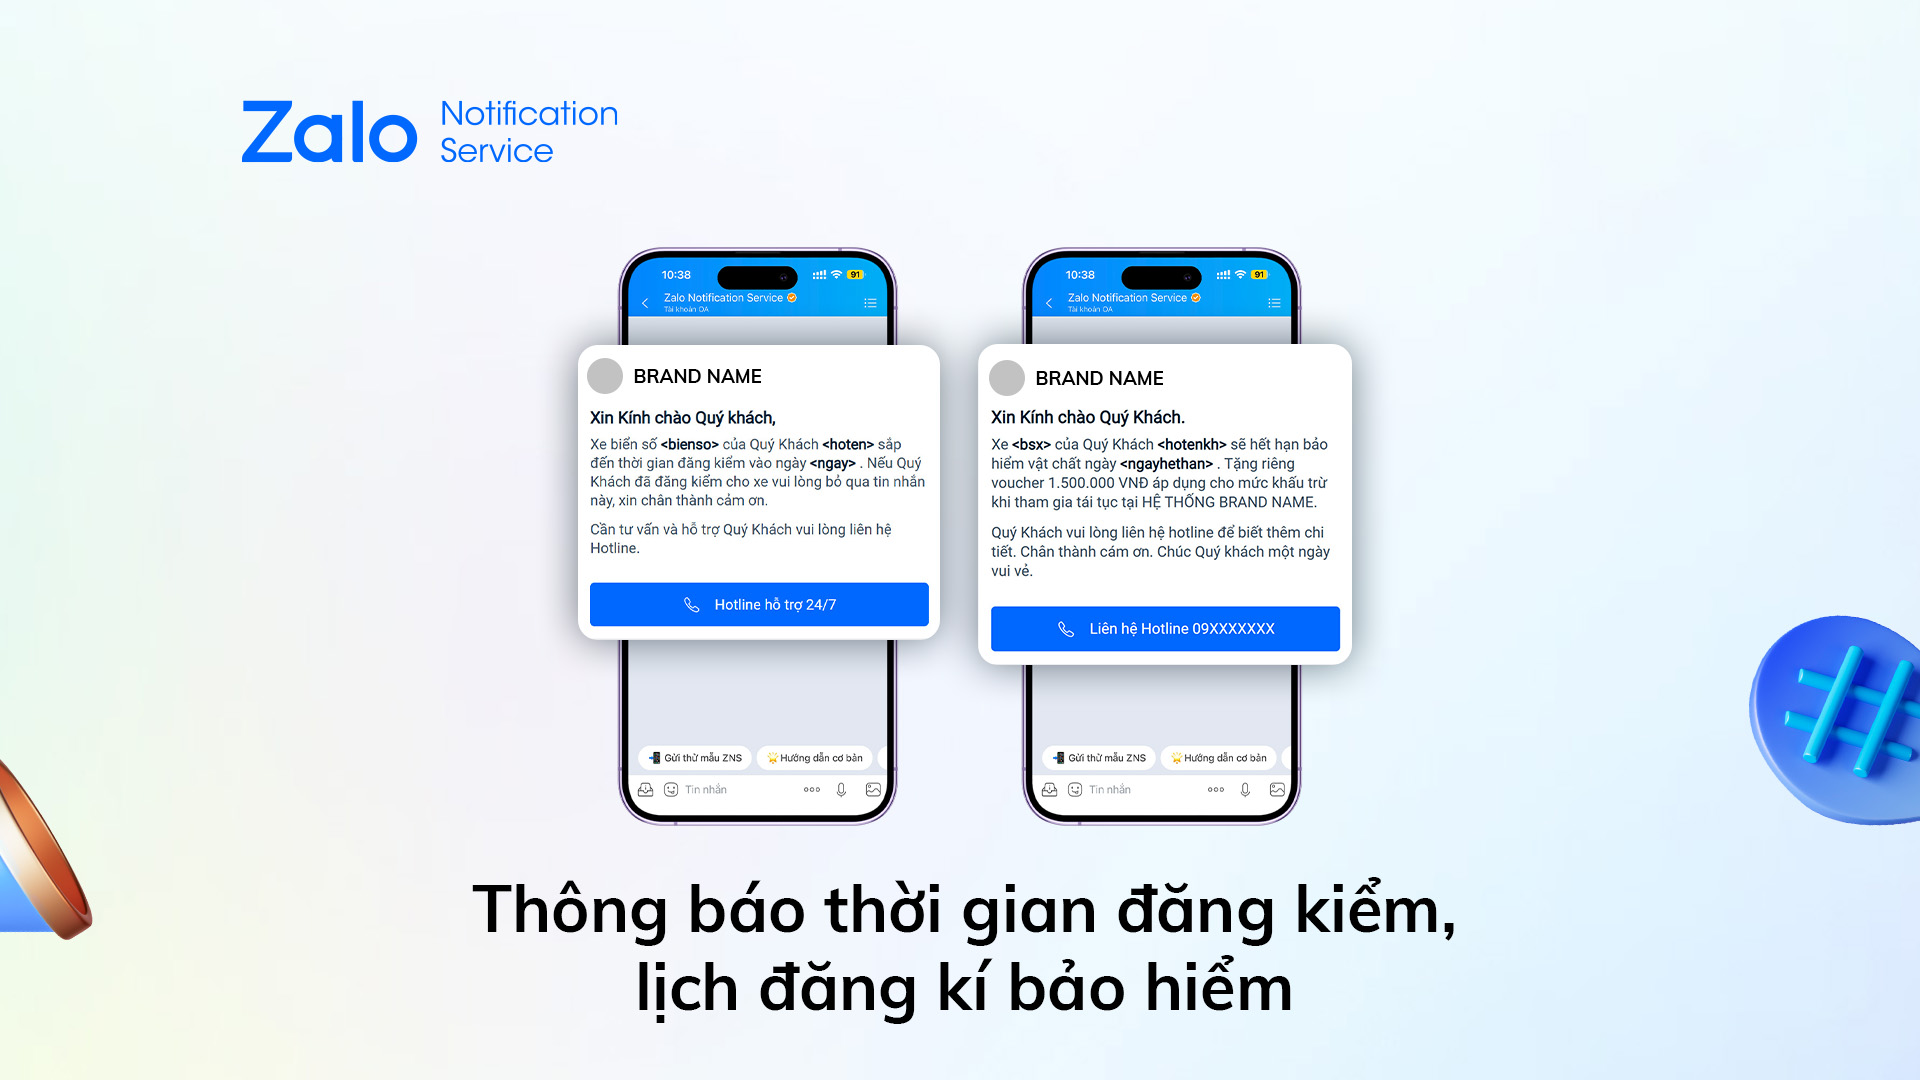 Zalo Notification
Service
10:38
91
Zalo Notification Service
Tài khoản OA
BRAND NAME
Xin Kính chào Quý khách,
Xe biển số <bienso> của Quý Khách <hoten> sắp
đến thời gian đăng kiểm vào ngày <ngay> . Nếu Quý
Khách đã đăng kiểm cho xe vui lòng bỏ qua tin nhắn
này, xin chân thành cảm ơn.
Cần tư vấn và hỗ trợ Quý Khách vui lòng liên hệ
Hotline.
Hotline hỗ trợ 24/7
Gửi thử mẫu ZNS
Hướng dẫn cơ bản
Tin nhắn
10:38
91
Zalo Notification Service
Tài khoản OA
BRAND NAME
Xin Kính chào Quý Khách.
Xe <bsx> của Quý Khách <hotenkh> sẽ hết hạn bảo
hiểm vật chất ngày <ngayhethan> . Tặng riêng
voucher 1.500.000 VNĐ áp dụng cho mức khấu trừ
khi tham gia tái tục tại HỆ THỐNG BRAND NAME.
Quý Khách vui lòng liên hệ hotline để biết thêm chi
tiết. Chân thành cám ơn. Chúc Quý khách một ngày
vui vẻ.
Liên hệ Hotline 09XXXXXXX
Gửi thử mẫu ZNS
Hướng dẫn cơ bản
Tin nhắn
Thông báo thời gian đăng kiểm,
lịch đăng kí bảo hiểm